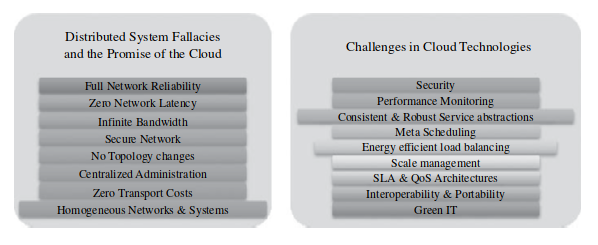 Distributed System Fallacies
and the Promise of the Cloud
Full Network Reliability
Zero Network Latency
Infinite Bandwidth
Secure Network
No Topology changes
Centralized Administration
Zero Transport Costs
Homogeneous Networks & Systems
Challenges in Cloud Technologies
Security
Performance Monitoring
Consistent & Robust Service abstractions
Meta Scheduling
Energy efficient load balancing
Scale management
SLA & QoS Architectures
Interoperability & Portability
Green IT